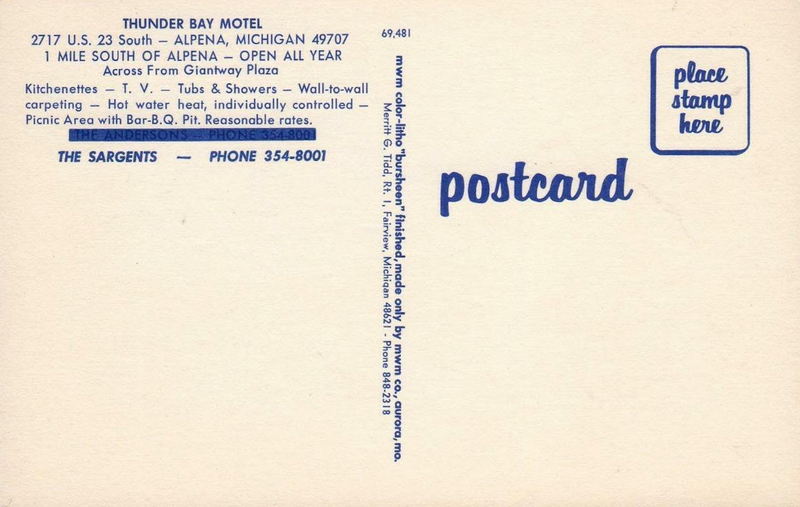 THUNDER BAY MOTEL
2717 U.S. 23 South — ALPENA, MICHIGAN 49707
1 MILE SOUTH OF ALPENA — OPEN ALL YEAR
Across From Giantway Plaza
Kitchenettes — T. V. — Tubs & Showers — Wall-to-wall
carpeting — Hot water heat, individually controlled —
Picnic Area with Bar-B.Q. Pit. Reasonable rates.
THE ANDERSONS — PHONE 354-8001
THE SARGENTS — PHONE 354-8001
69,481
mwm color-litho "bursheen" finished, made only by mwm co., aurora, mo.
Merritt G. Tidd, Rt. 1, Fairview, Michigan 48621 - Phone 848-2318
postcard
place
stamp
here